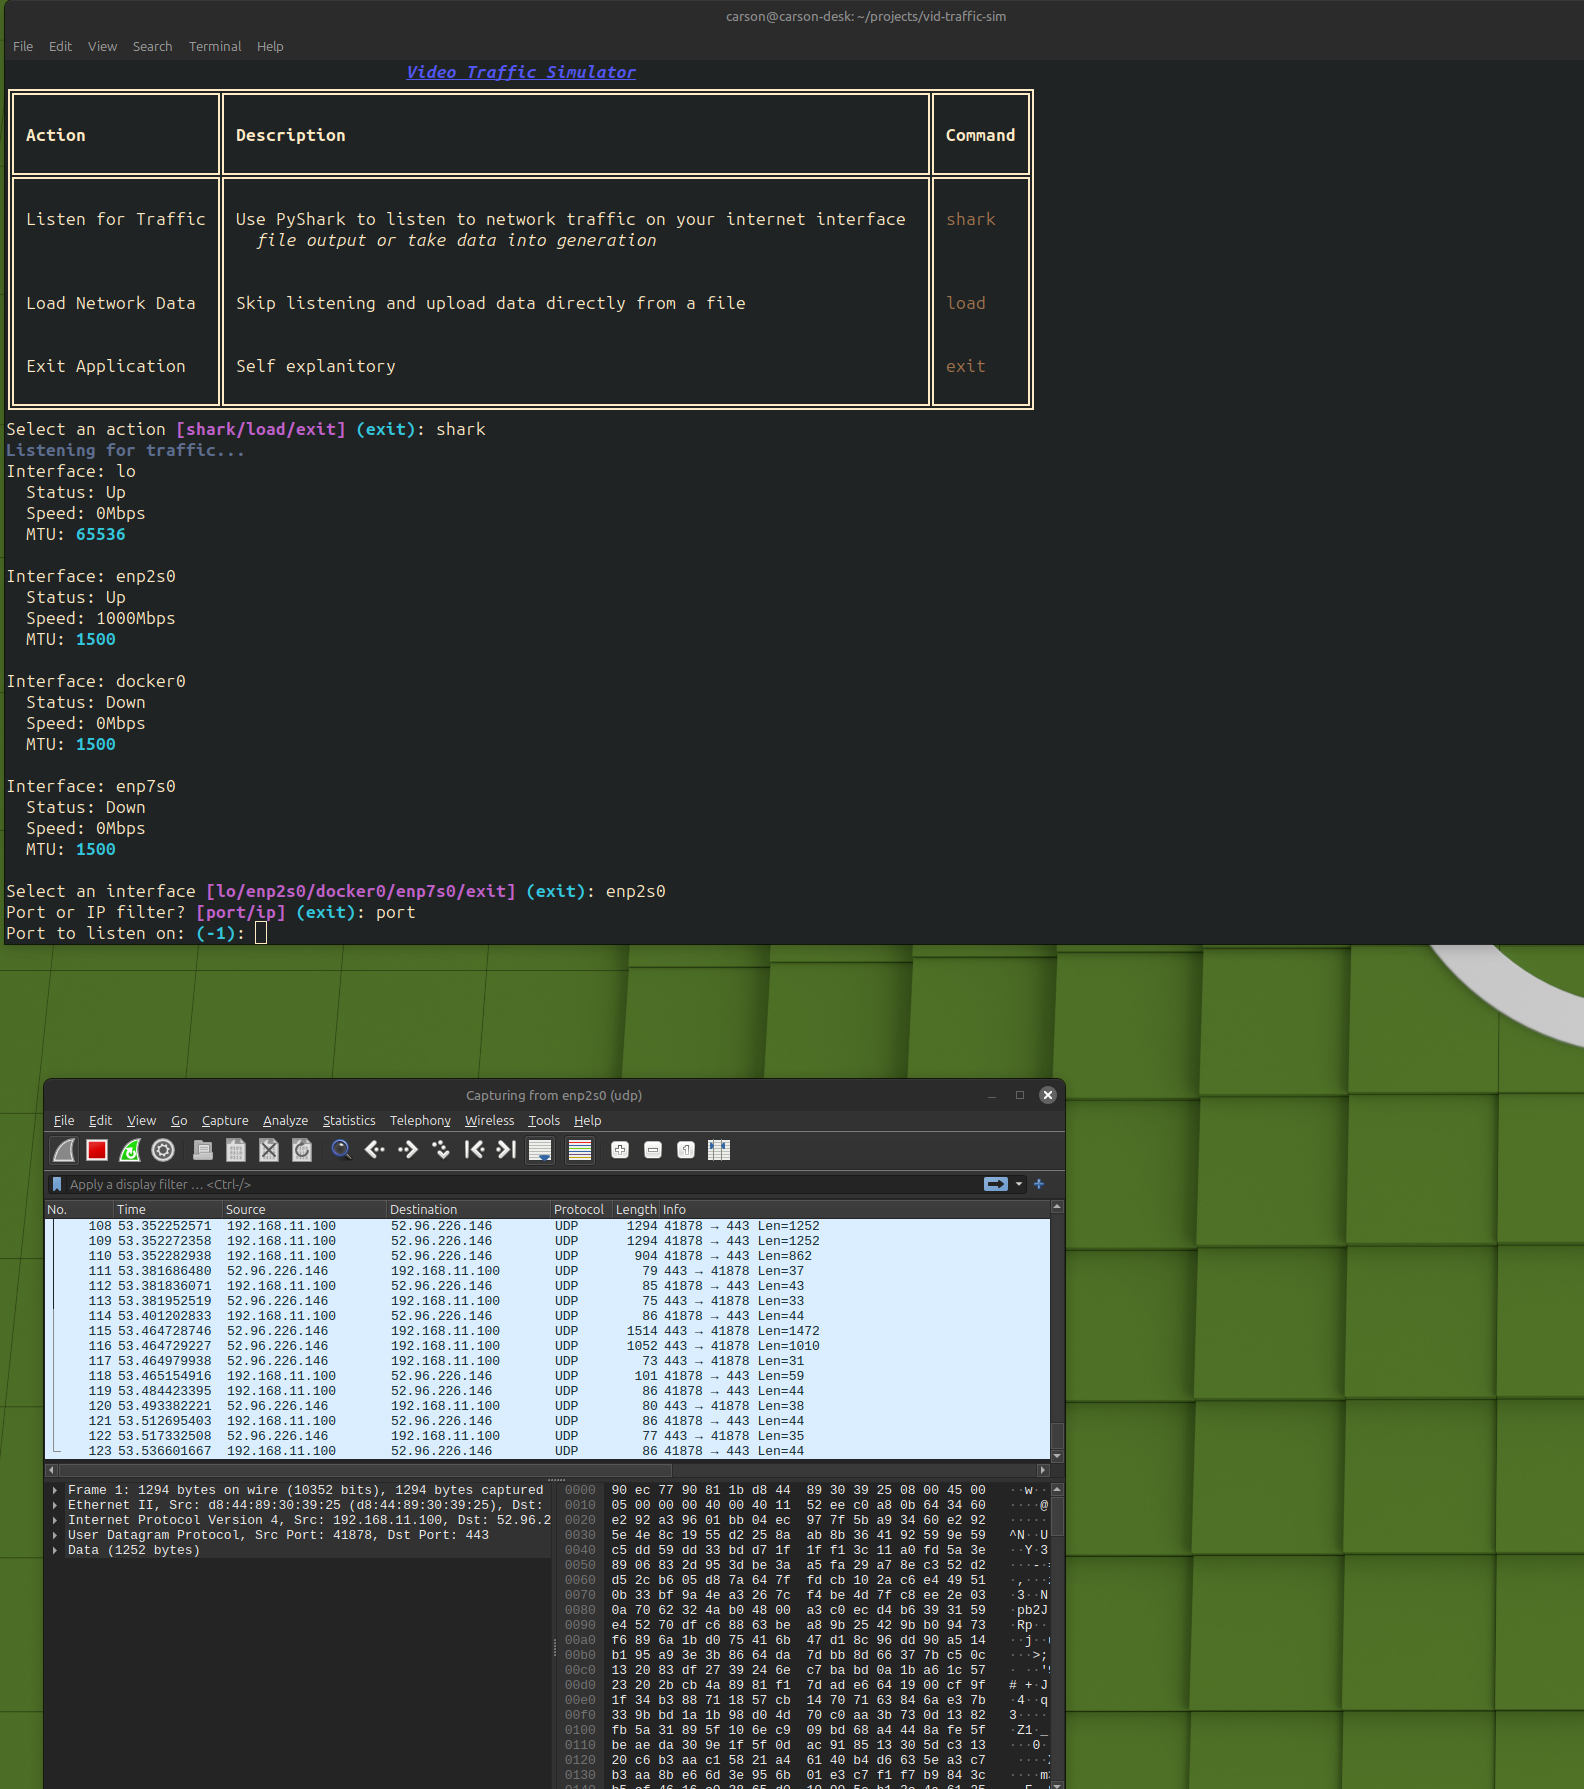 carson@carson-desk: ~/projects/vid-traffic-sim
File Edit View Search Terminal Help
Video Traffic Simulator
Action Description Command
Listen for Traffic Use PyShark to listen to network traffic on your internet interface shark
file output or take data into generation
Load Network Data Skip listening and upload data directly from a file load
Exit Application Self explanitory exit
Select an action [shark/load/exit] (exit): shark
Listening for traffic...
Interface: lo
Status: Up
Speed: 0Mbps
MTU: 65536
Interface: enp2s0
Status: Up
Speed: 1000Mbps
MTU: 1500
Interface: docker0
Status: Down
Speed: 0Mbps
MTU: 1500
Interface: enp7s0
Status: Down
Speed: 0Mbps
MTU: 1500
Select an interface [lo/enp2s0/docker0/enp7s0/exit] (exit): enp2s0
Port or IP filter? [port/ip] (exit): port
Port to listen on: (-1):
Capturing from enp2s0 (udp)
File Edit View Go Capture Analyze Statistics Telephony Wireless Tools Help
Apply a display filter … <Ctrl-/>
No. Time Source Destination Protocol Length Info
108 53.352252571 192.168.11.100 52.96.226.146 UDP 1294 41878 → 443 Len=1252
109 53.352272358 192.168.11.100 52.96.226.146 UDP 1294 41878 → 443 Len=1252
110 53.352282938 192.168.11.100 52.96.226.146 UDP 904 41878 → 443 Len=862
111 53.381686480 52.96.226.146 192.168.11.100 UDP 79 443 → 41878 Len=37
112 53.381836071 192.168.11.100 52.96.226.146 UDP 85 41878 → 443 Len=43
113 53.381952519 52.96.226.146 192.168.11.100 UDP 75 443 → 41878 Len=33
114 53.401202833 192.168.11.100 52.96.226.146 UDP 86 41878 → 443 Len=44
115 53.464728746 52.96.226.146 192.168.11.100 UDP 1514 443 → 41878 Len=1472
116 53.464729227 52.96.226.146 192.168.11.100 UDP 1052 443 → 41878 Len=1010
117 53.464979938 52.96.226.146 192.168.11.100 UDP 73 443 → 41878 Len=31
118 53.465154916 192.168.11.100 52.96.226.146 UDP 101 41878 → 443 Len=59
119 53.484423395 192.168.11.100 52.96.226.146 UDP 86 41878 → 443 Len=44
120 53.493382221 52.96.226.146 192.168.11.100 UDP 80 443 → 41878 Len=38
121 53.512695403 192.168.11.100 52.96.226.146 UDP 86 41878 → 443 Len=44
122 53.517332508 52.96.226.146 192.168.11.100 UDP 77 443 → 41878 Len=35
123 53.536601667 192.168.11.100 52.96.226.146 UDP 86 41878 → 443 Len=44
Frame 1: 1294 bytes on wire (10352 bits), 1294 bytes captured
Ethernet II, Src: d8:44:89:30:39:25 (d8:44:89:30:39:25), Dst:
Internet Protocol Version 4, Src: 192.168.11.100, Dst: 52.96.2
User Datagram Protocol, Src Port: 41878, Dst Port: 443
Data (1252 bytes)
0000 90 ec 77 90 81 1b d8 44 89 30 39 25 08 00 45 00 ··w·
0010 05 00 00 00 40 00 40 11 52 ee c0 a8 0b 64 34 60 ····@
0020 e2 92 a3 96 01 bb 04 ec 97 7f 5b a9 34 60 e2 92
0030 5e 4e 8c 19 55 d2 25 8a ab 8b 36 41 92 59 9e 59 ^N··U
0040 c5 dd 59 dd 33 bd d7 1f 1f f1 3c 11 a0 fd 5a 3e ··Y·3
0050 89 06 83 2d 95 3d be 3a a5 fa 29 a7 8e c3 52 d2 ···-·
0060 d5 2c b6 05 d8 7a 64 7f fd cb 10 2a c6 e4 49 51 ·,···
0070 0b 33 bf 9a 4e a3 26 7c f4 be 4d 7f c8 ee 2e 03 ·3··N
0080 0a 70 62 32 4a b0 48 00 a3 c0 ec d4 b6 39 31 59 ·pb2J
0090 e4 52 70 df c6 88 63 be a8 9b 25 42 9b b0 94 73 ·Rp··
00a0 f6 89 6a 1b d0 75 41 6b 47 d1 8c 96 dd 90 a5 14 ··j··
00b0 b1 95 a9 3e 3b 86 64 da 7d bb 8d 66 37 7b c5 0c ···>;
00c0 13 20 83 df 27 39 24 6e c7 ba bd 0a 1b a6 1c 57 · ··'
00d0 23 20 2b cb 4a 89 81 f1 7d ad e6 64 19 00 cf 9f # +·J
00e0 1f 34 b3 88 71 18 57 cb 14 70 71 63 84 6a e3 7b ·4··q
00f0 33 9b bd 1a 1b 98 d0 4d 70 c0 aa 3b 73 0d 13 82 3····
0100 fb 5a 31 89 5f 10 6e c9 09 bd 68 a4 44 8a fe 5f ·Z1·_
0110 be ae da 30 9e 1f 5f 0d ac 91 85 13 30 5d c3 13 ···0·
0120 20 c6 b3 aa c1 58 21 a4 61 40 b4 d6 63 5e a3 c7 ····
0130 b3 aa 8b e6 6d 3e 95 6b 01 e3 c7 f1 f7 b9 84 3c ····m